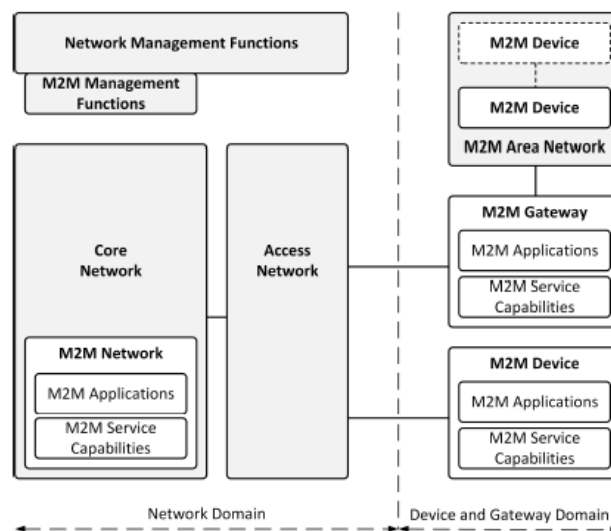 Network Management Functions
M2M Management
Functions
Core
Network
M2M Network
M2M Applications
M2M Service
Capabilities
Access
Network
M2M Device
M2M Device
M2M Area Network
M2M Gateway
M2M Applications
M2M Service
Capabilities
M2M Device
M2M Applications
M2M Service
Capabilities
Network Domain
Device and Gateway Domain